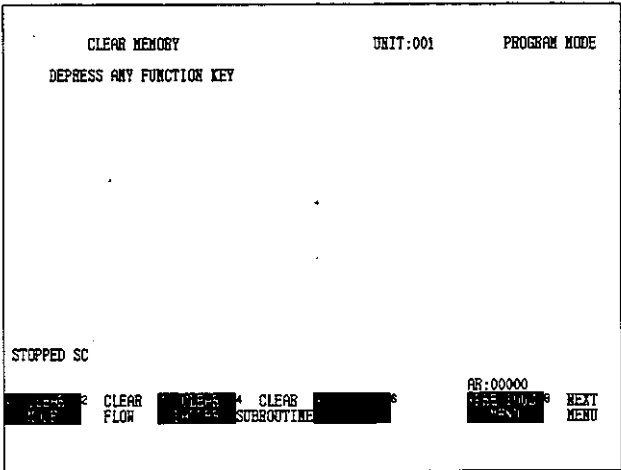 CLEAR MEMORY UNIT:001 PROGRAM MODE
DEPRESS ANY FUNCTION KEY
STOPPED SC
AR:00000
2 CLEAR 4 CLEAR 6 8 NEXT
FLOW SUBROUTINE MENU MENU